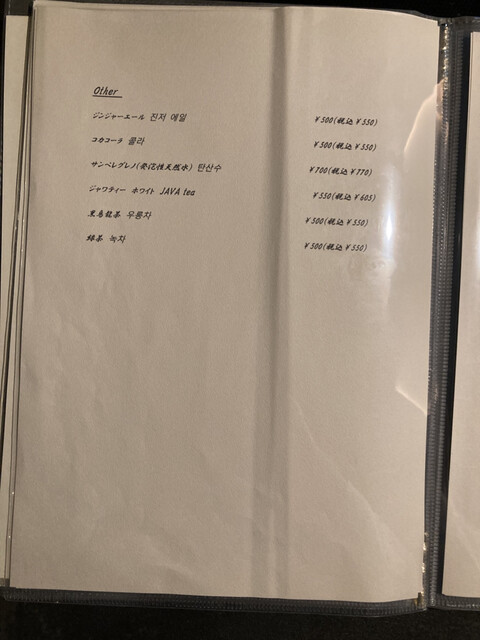 Other
ジンジャーエール 진저 에일 ¥500(税込 ¥550)
コカコーラ 콜라 ¥500(税込 ¥550)
サンペレグレノ(発泡性天然水) 탄산수 ¥700(税込 ¥770)
ジャワティー ホワイト JAVA tea ¥550(税込 ¥605)
黒烏龍茶 우롱차 ¥500(税込 ¥550)
緑茶 녹차 ¥500(税込 ¥550)